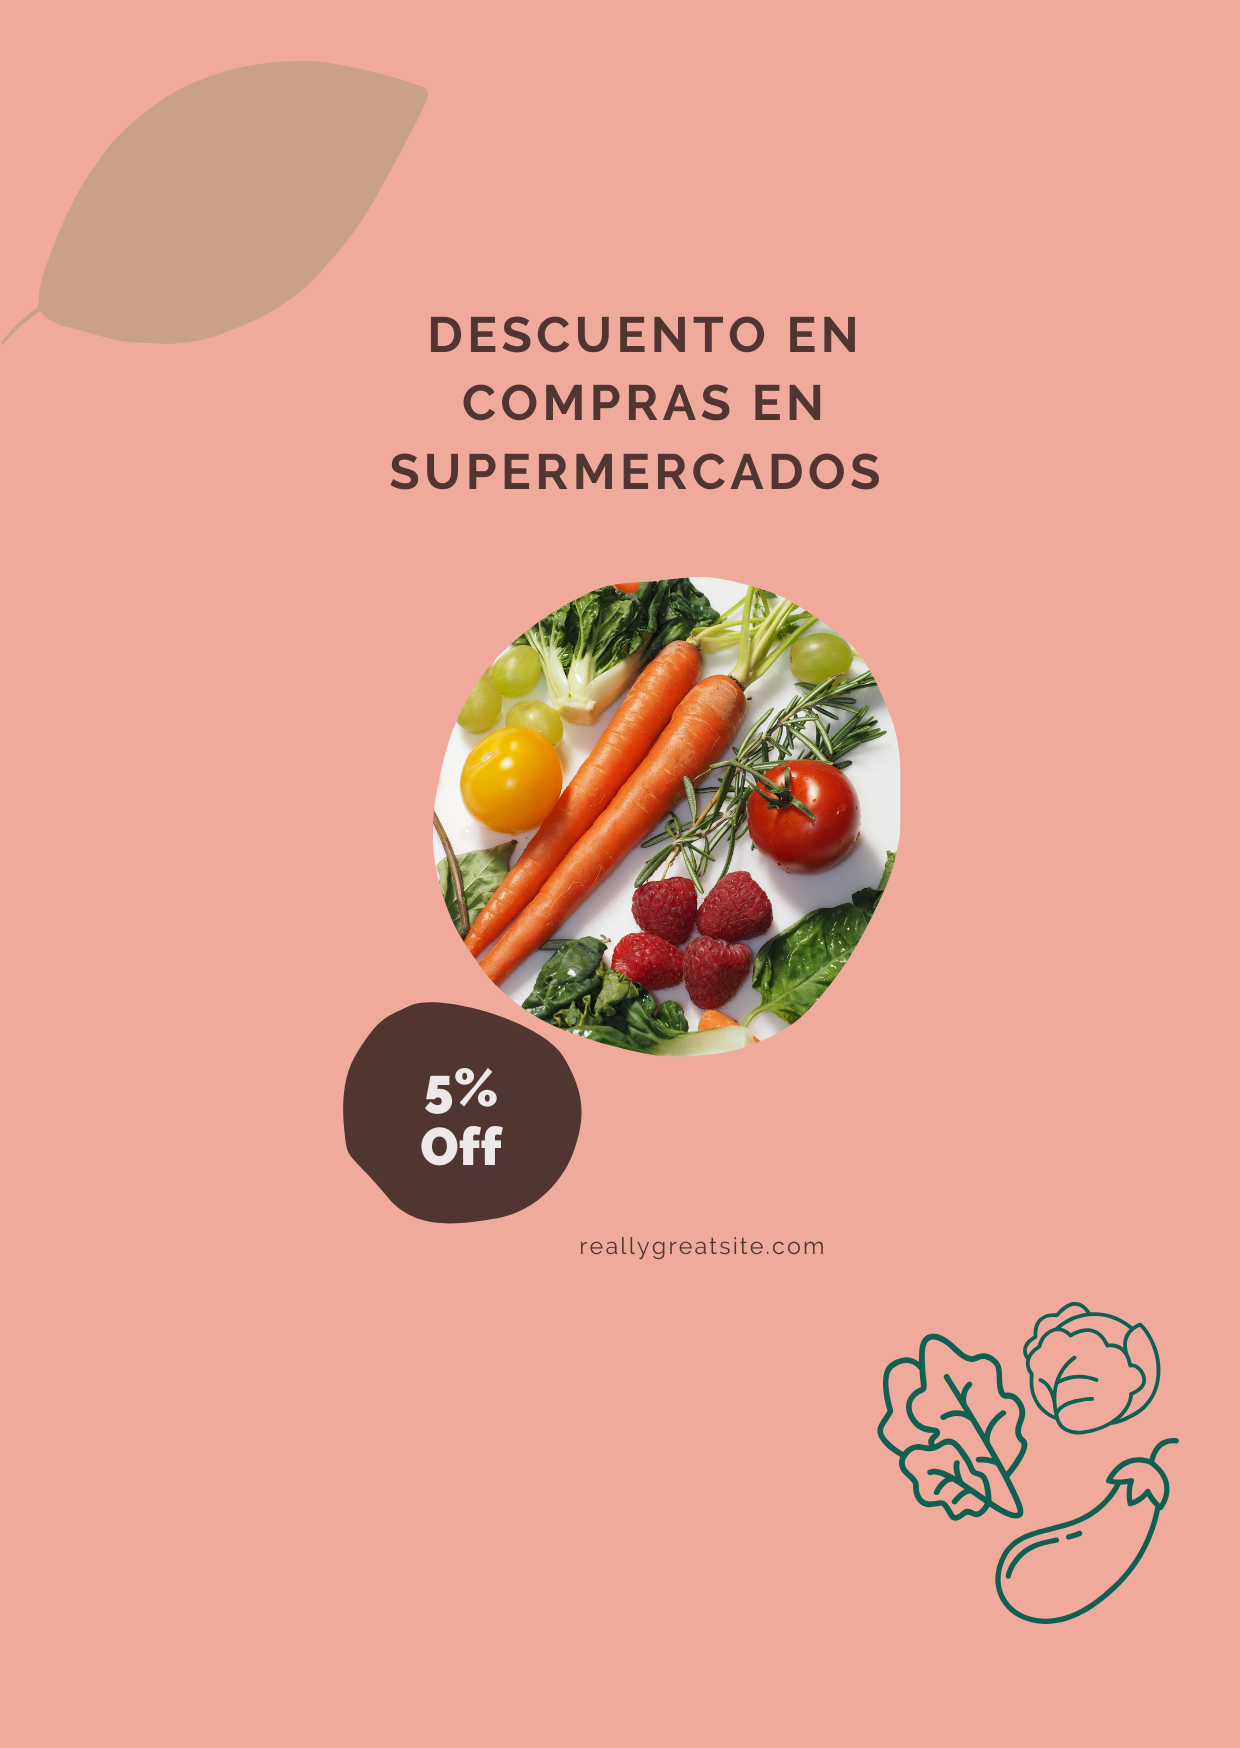 DESCUENTO EN
COMPRAS EN
SUPERMERCADOS
5%
Off
reallygreatsite.com